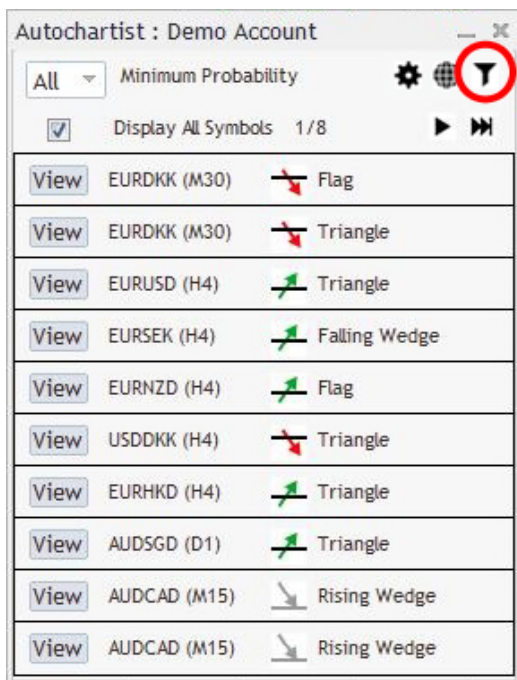 Autochartist : Demo Account
All Minimum Probability
Display All Symbols 1/8
View EURDKK (M30) Flag
View EURDKK (M30) Triangle
View EURUSD (H4) Triangle
View EURSEK (H4) Falling Wedge
View EURNZD (H4) Flag
View USDDKK (H4) Triangle
View EURHKD (H4) Triangle
View AUDSGD (D1) Triangle
View AUDCAD (M15) Rising Wedge
View AUDCAD (M15) Rising Wedge